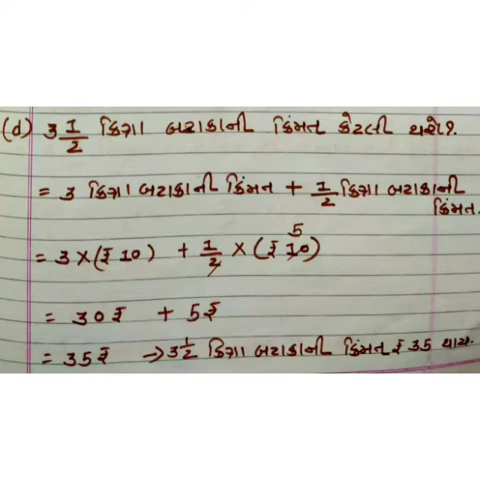 (d) 3 1/2 કિગ્રા બટાકાની કિંમત કેટલી થશે?
= 3 કિગ્રા બટાકાની કિંમત + 1/2 કિગ્રા બટાકાની કિંમત.
= 3 × (₹ 10) + 1/2 × (₹ 10) 5
= 30₹ + 5₹
= 35₹ → 3 1/2 કિગ્રા બટાકાની કિંમત ₹ 35 થાય.